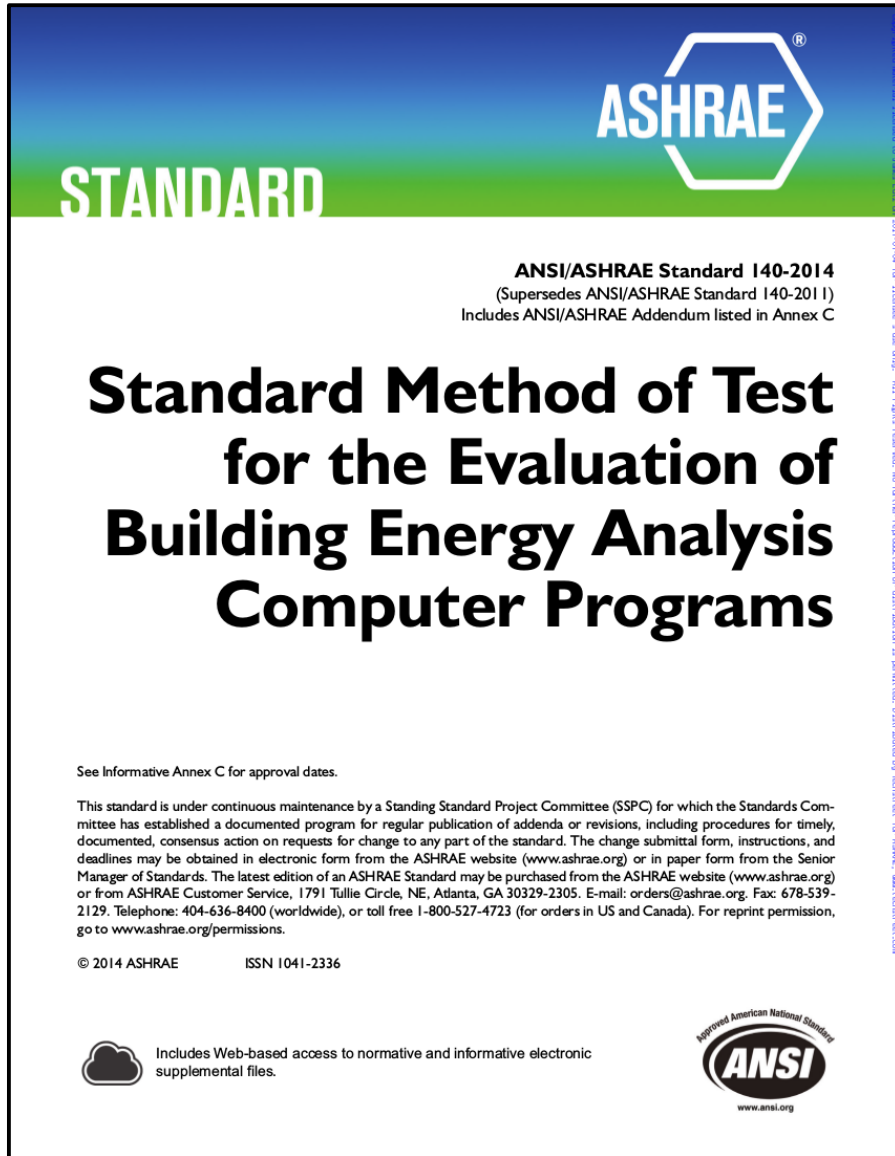 ASHRAE®
STANDARD
ANSI/ASHRAE Standard 140-2014
(Supersedes ANSI/ASHRAE Standard 140-2011)
Includes ANSI/ASHRAE Addendum listed in Annex C
Standard Method of Test
for the Evaluation of
Building Energy Analysis
Computer Programs
See Informative Annex C for approval dates.
This standard is under continuous maintenance by a Standing Standard Project Committee (SSPC) for which the Standards Com-
mittee has established a documented program for regular publication of addenda or revisions, including procedures for timely,
documented, consensus action on requests for change to any part of the standard. The change submittal form, instructions, and
deadlines may be obtained in electronic form from the ASHRAE website (www.ashrae.org) or in paper form from the Senior
Manager of Standards. The latest edition of an ASHRAE Standard may be purchased from the ASHRAE website (www.ashrae.org)
or from ASHRAE Customer Service, 1791 Tullie Circle, NE, Atlanta, GA 30329-2305. E-mail: orders@ashrae.org. Fax: 678-539-
2129. Telephone: 404-636-8400 (worldwide), or toll free 1-800-527-4723 (for orders in US and Canada). For reprint permission,
go to www.ashrae.org/permissions.
© 2014 ASHRAE ISSN 1041-2336
Includes Web-based access to normative and informative electronic
supplemental files.
Approved American National Standard
ANSI
www.ansi.org